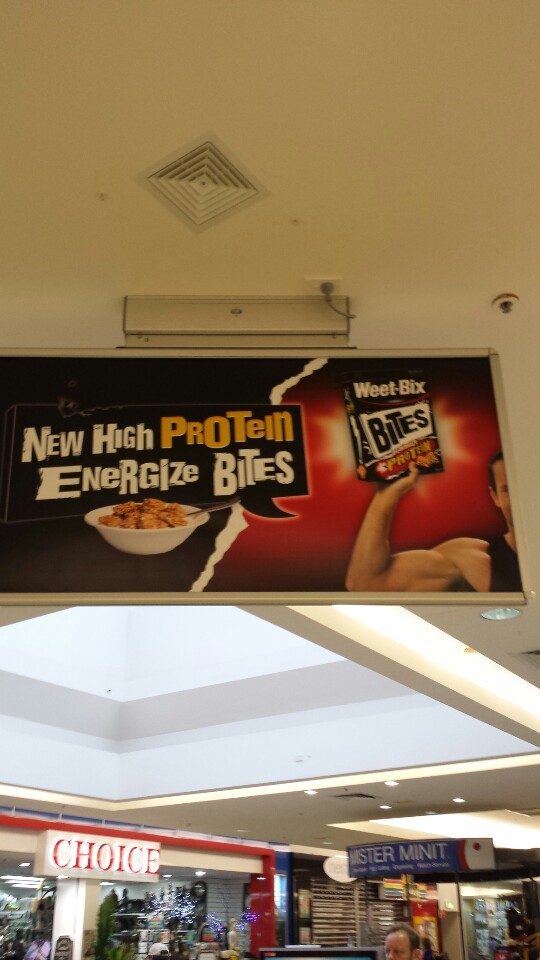 New High Protein
Energize Bites
Weet-Bix
Bites
Protein
CHOICE
MISTER MINIT